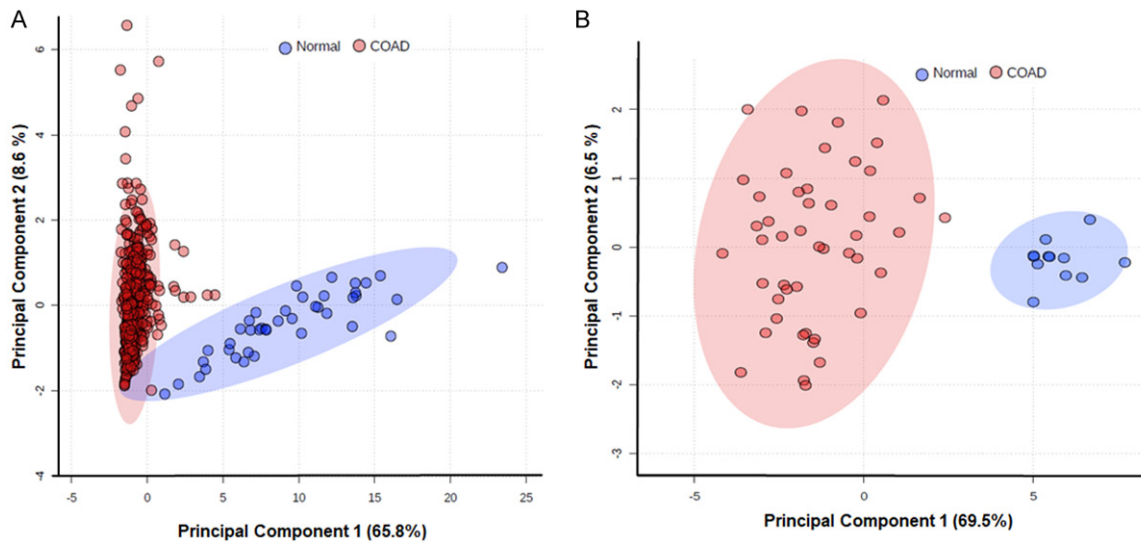 A
Normal COAD
6
4
2
0
-2
-4
-5 0 5 10 15 20 25
Principal Component 2 (8.6 %)
Principal Component 1 (65.8%)
B
Normal COAD
2
1
0
-1
-2
-3
-5 0 5
Principal Component 2 (6.5 %)
Principal Component 1 (69.5%)